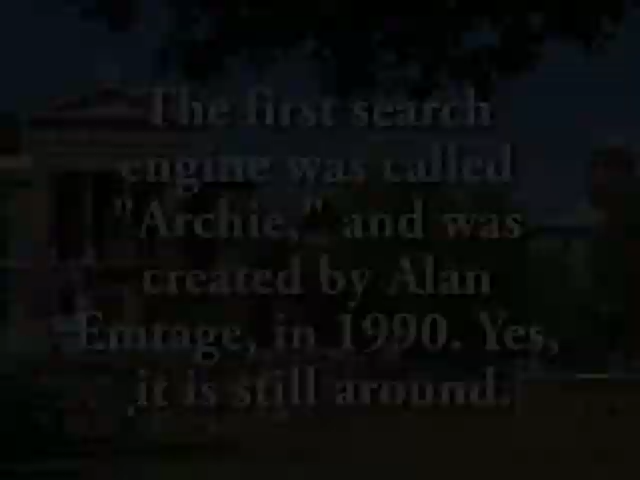 The first search
engine was called
"Archie," and was
created by Alan
Emtage, in 1990. Yes,
it is still around.